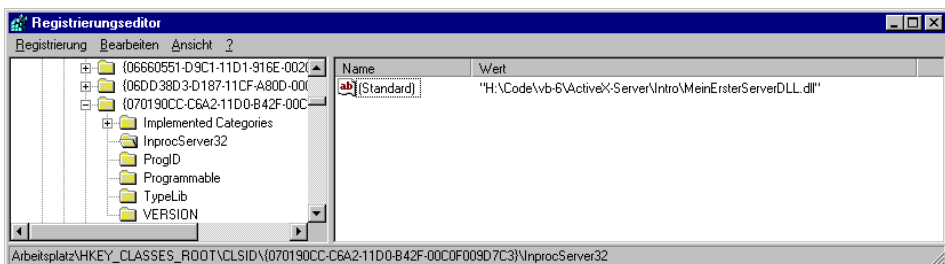 Registrierungseditor
Registrierung Bearbeiten Ansicht ?
{06660551-D9C1-11D1-916E-002(
{06DD38D3-D187-11CF-A80D-00(
{070190CC-C6A2-11D0-B42F-00C
Implemented Categories
InprocServer32
ProgID
Programmable
TypeLib
VERSION
Name Wert
ab (Standard) "H:\Code\vb-6\ActiveX-Server\Intro\MeinErsterServerDLL.dll"
Arbeitsplatz\HKEY_CLASSES_ROOT\CLSID\{070190CC-C6A2-11D0-B42F-00C0F009D7C3}\InprocServer32